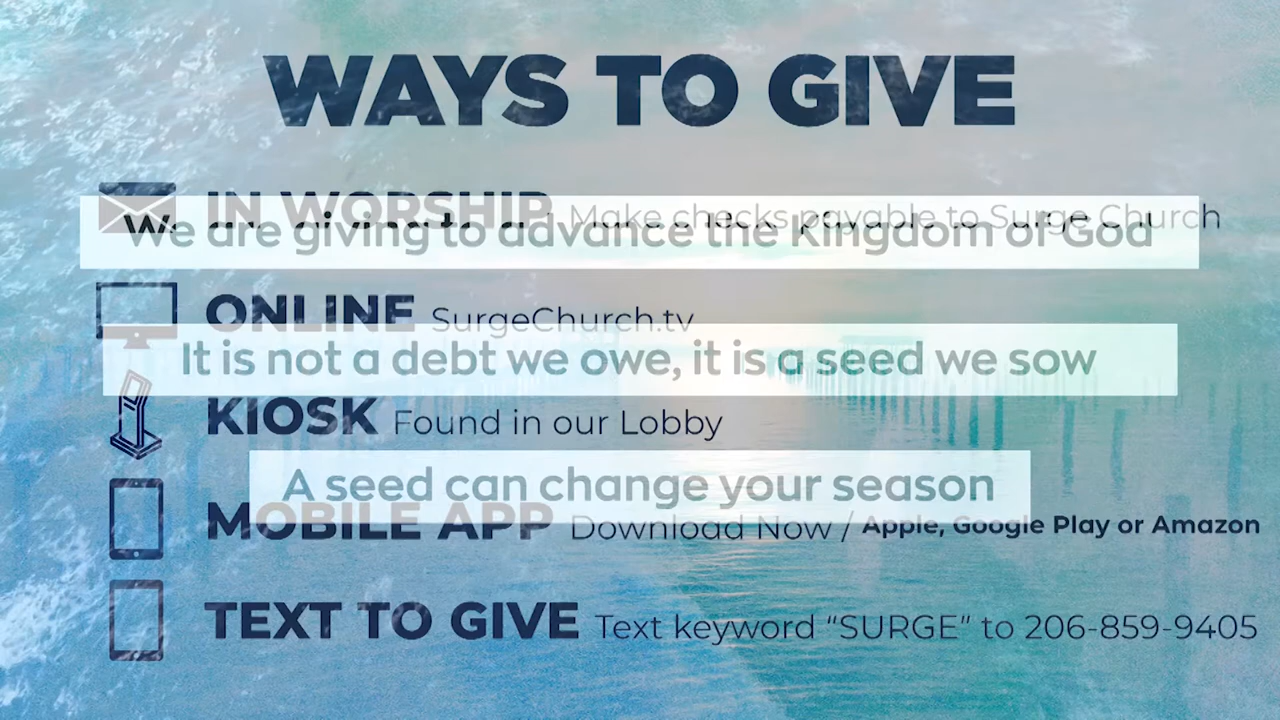 WAYS TO GIVE
IN WORSHIP Make checks payable to Surge Church
We are giving to advance the Kingdom of God
ONLINE SurgeChurch.tv
It is not a debt we owe, it is a seed we sow
KIOSK Found in our Lobby
A seed can change your season
MOBILE APP Download Now / Apple, Google Play or Amazon
TEXT TO GIVE Text keyword “SURGE” to 206-859-9405